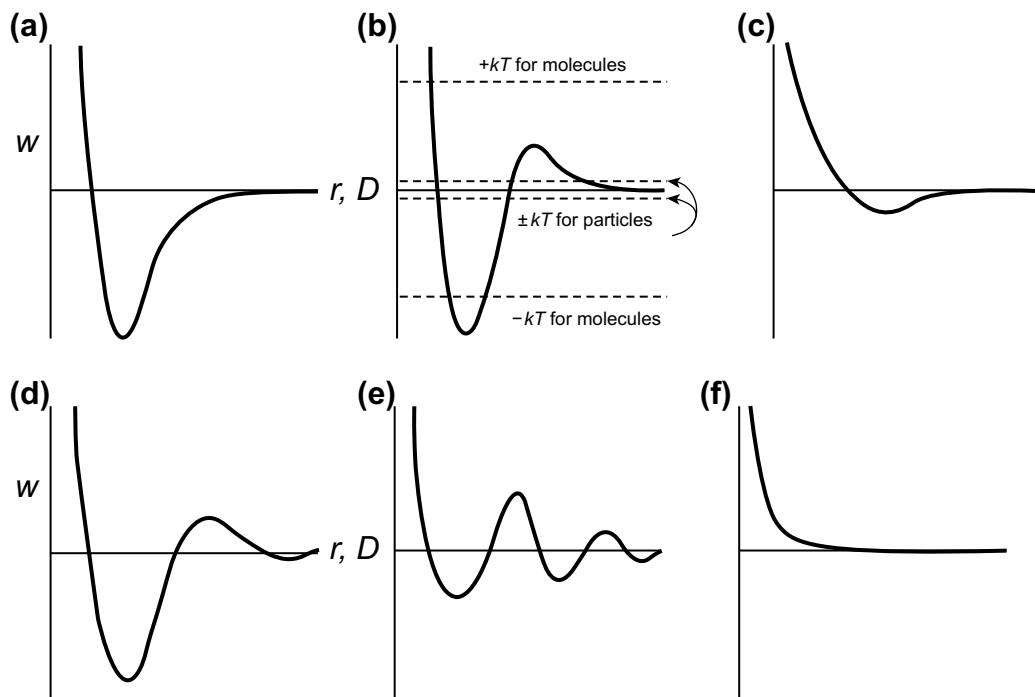 (a)
(b)
(c)
+kT for molecules
w
r, D
±kT for particles
−kT for molecules
(d)
(e)
(f)
w
r, D